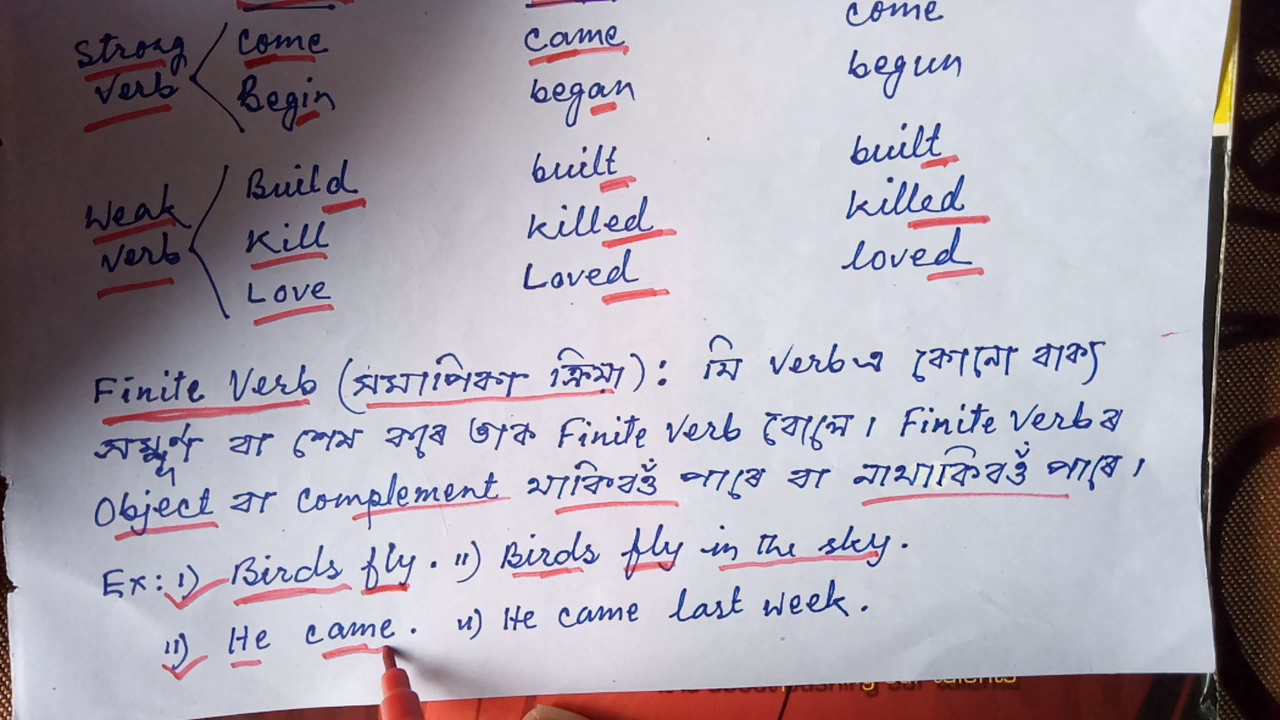 come
Strong Come came
Verb Begin began begun
Build built built
Weak Kill killed killed
Verb Love Loved loved
Finite Verb (সমাপিকা ক্ৰিয়া): যি Verb এ কোনো বাক্য
সম্পূৰ্ণ বা শেষ কৰে তাক Finite Verb বোলে। Finite Verb ৰ
Object বা Complement থাকিবওঁ পাৰে বা নাথাকিবওঁ পাৰে।
Ex: i) Birds fly. ii) Birds fly in the sky.
ii) He came. ii) He came last week.